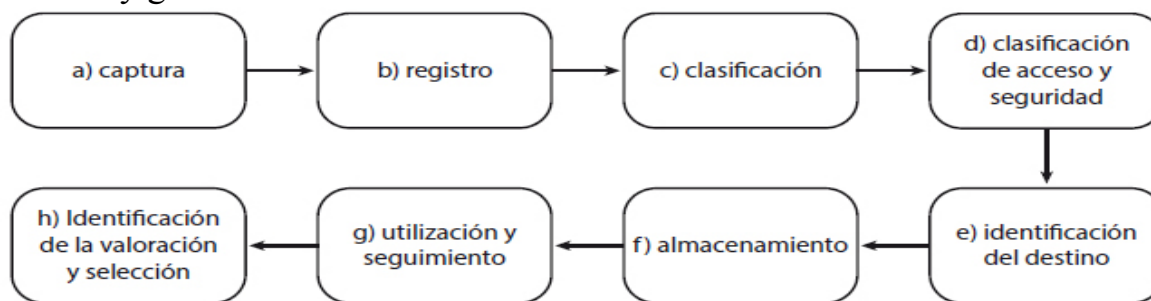 a) captura
b) registro
c) clasificación
d) clasificación
de acceso y
seguridad
e) identificación
del destino
f) almacenamiento
g) utilización y
seguimiento
h) Identificación
de la valoración
y selección